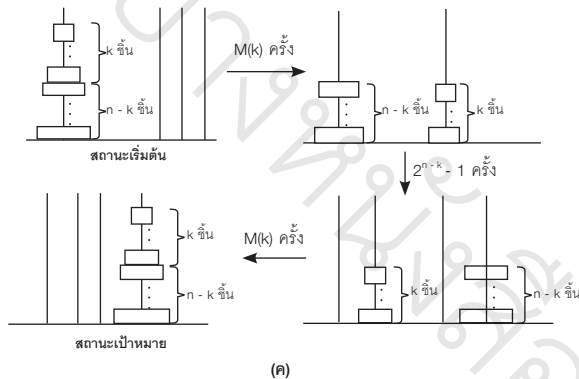 k ชิ้น
n - k ชิ้น
สถานะเริ่มต้น
M(k) ครั้ง
n - k ชิ้น
k ชิ้น
2ⁿ⁻ᵏ - 1 ครั้ง
k ชิ้น
n - k ชิ้น
M(k) ครั้ง
k ชิ้น
n - k ชิ้น
สถานะเป้าหมาย
(ค)